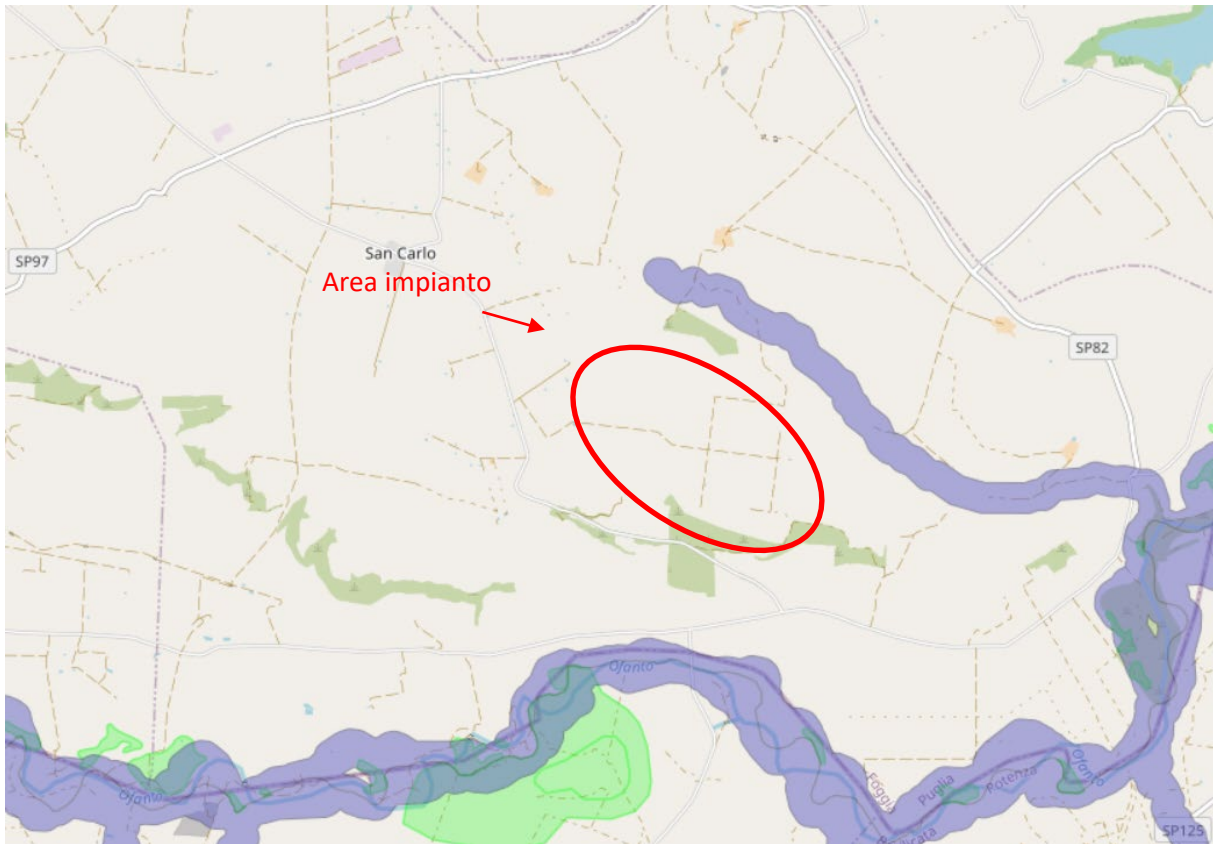 San Carlo
SP97
Area impianto
SP82
Ofanto
Ofanto
Ofanto
Foggia
Puglia
Potenza
SP125